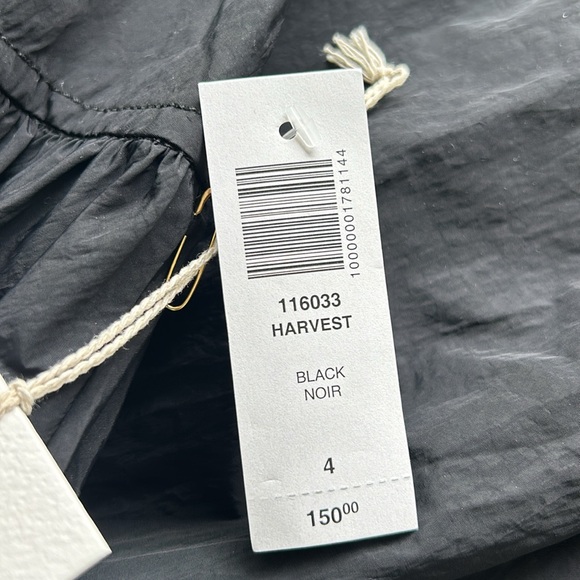 10000001781144
116033
HARVEST
BLACK
NOIR
4
150⁰⁰